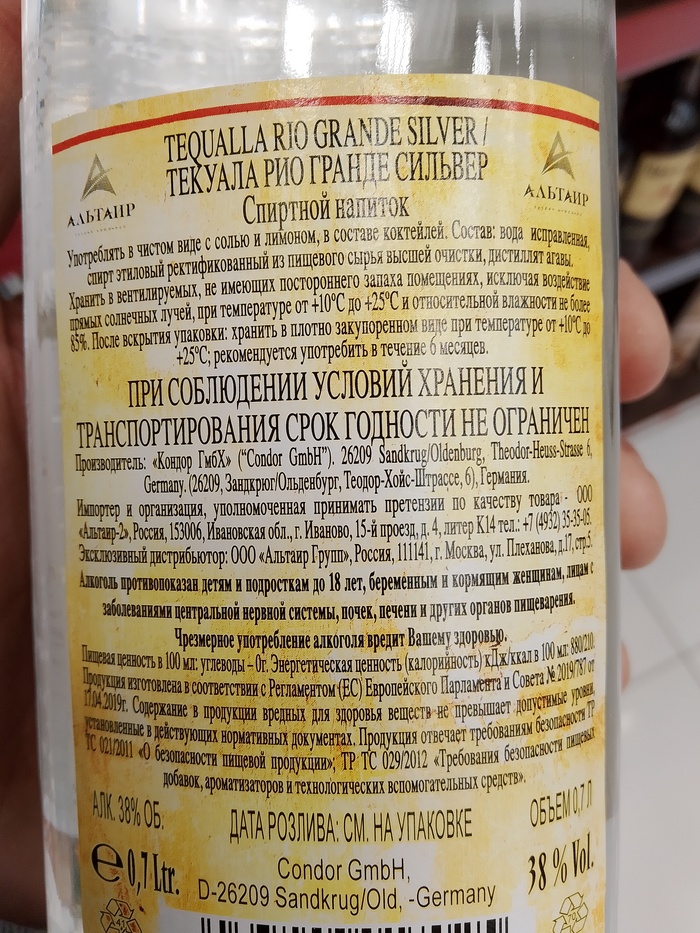 TEQUALLA RIO GRANDE SILVER /
ТЕКУАЛА РИО ГРАНДЕ СИЛЬВЕР
АЛЬТАИР
АЛЬТАИР
Спиртной напиток
Употреблять в чистом виде с солью и лимоном, в составе коктейлей. Состав: вода исправленная,
спирт этиловый ректификованный из пищевого сырья высшей очистки, дистиллят агавы.
Хранить в вентилируемых, не имеющих постороннего запаха помещениях, исключая воздействие
прямых солнечных лучей, при температуре от +10°С до +25°С и относительной влажности не более
85%. После вскрытия упаковки: хранить в плотно закупоренном виде при температуре от +10°С до
+25°С; рекомендуется употребить в течение 6 месяцев.
ПРИ СОБЛЮДЕНИИ УСЛОВИЙ ХРАНЕНИЯ И
ТРАНСПОРТИРОВАНИЯ СРОК ГОДНОСТИ НЕ ОГРАНИЧЕН
Производитель: «Кондор ГмбХ» ("Condor GmbH"). 26209 Sandkrug/Oldenburg, Theodor-Heuss-Strasse 6,
Germany. (26209, Зандкрюг/Ольденбург, Теодор-Хойс-Штрассе, 6), Германия.
Импортер и организация, уполномоченная принимать претензии по качеству товара - ООО
«Альтаир-2», Россия, 153006, Ивановская обл., г. Иваново, 15-й проезд, д. 4, литер К14 тел.: +7 (4932) 35-35-05.
Эксклюзивный дистрибьютор: ООО «Альтаир Групп», Россия, 111141, г. Москва, ул. Плеханова, д.17, стр.5.
Алкоголь противопоказан детям и подросткам до 18 лет, беременным и кормящим женщинам, лицам с
заболеваниями центральной нервной системы, почек, печени и других органов пищеварения.
Чрезмерное употребление алкоголя вредит Вашему здоровью.
Пищевая ценность в 100 мл: углеводы – 0г. Энергетическая ценность (калорийность) кДж/ккал в 100 мл: 880/210.
Продукция изготовлена в соответствии с Регламентом (ЕС) Европейского Парламента и Совета № 2019/787 от
17.04.2019г. Содержание в продукции вредных для здоровья веществ не превышает допустимые уровни,
установленные в действующих нормативных документах. Продукция отвечает требованиям безопасности ТР
ТС 021/2011 «О безопасности пищевой продукции»; ТР ТС 029/2012 «Требования безопасности пищевых
добавок, ароматизаторов и технологических вспомогательных средств».
АЛК. 38% ОБ.
ДАТА РОЗЛИВА: СМ. НА УПАКОВКЕ
ОБЪЕМ 0,7 Л
℮ 0,7 Ltr.
Condor GmbH,
D-26209 Sandkrug/Old, -Germany
38 % Vol.